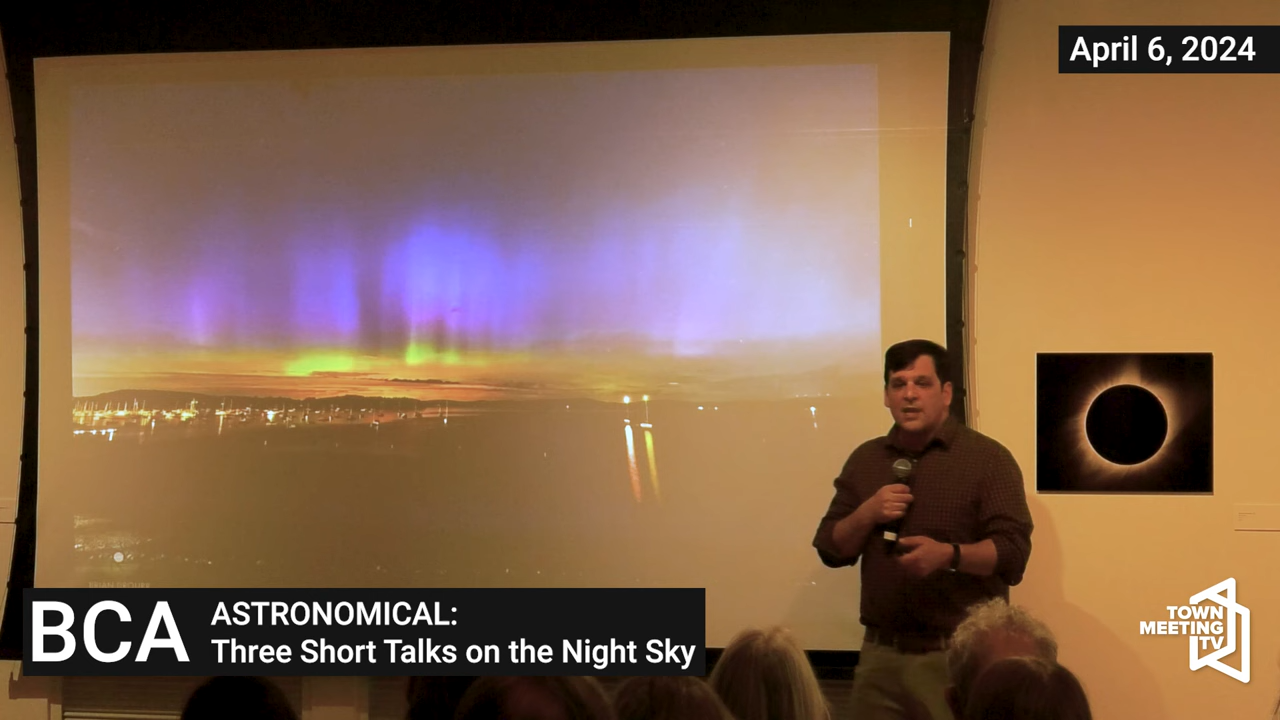 April 6, 2024
BCA
ASTRONOMICAL:
Three Short Talks on the Night Sky
TOWN
MEETING
TV